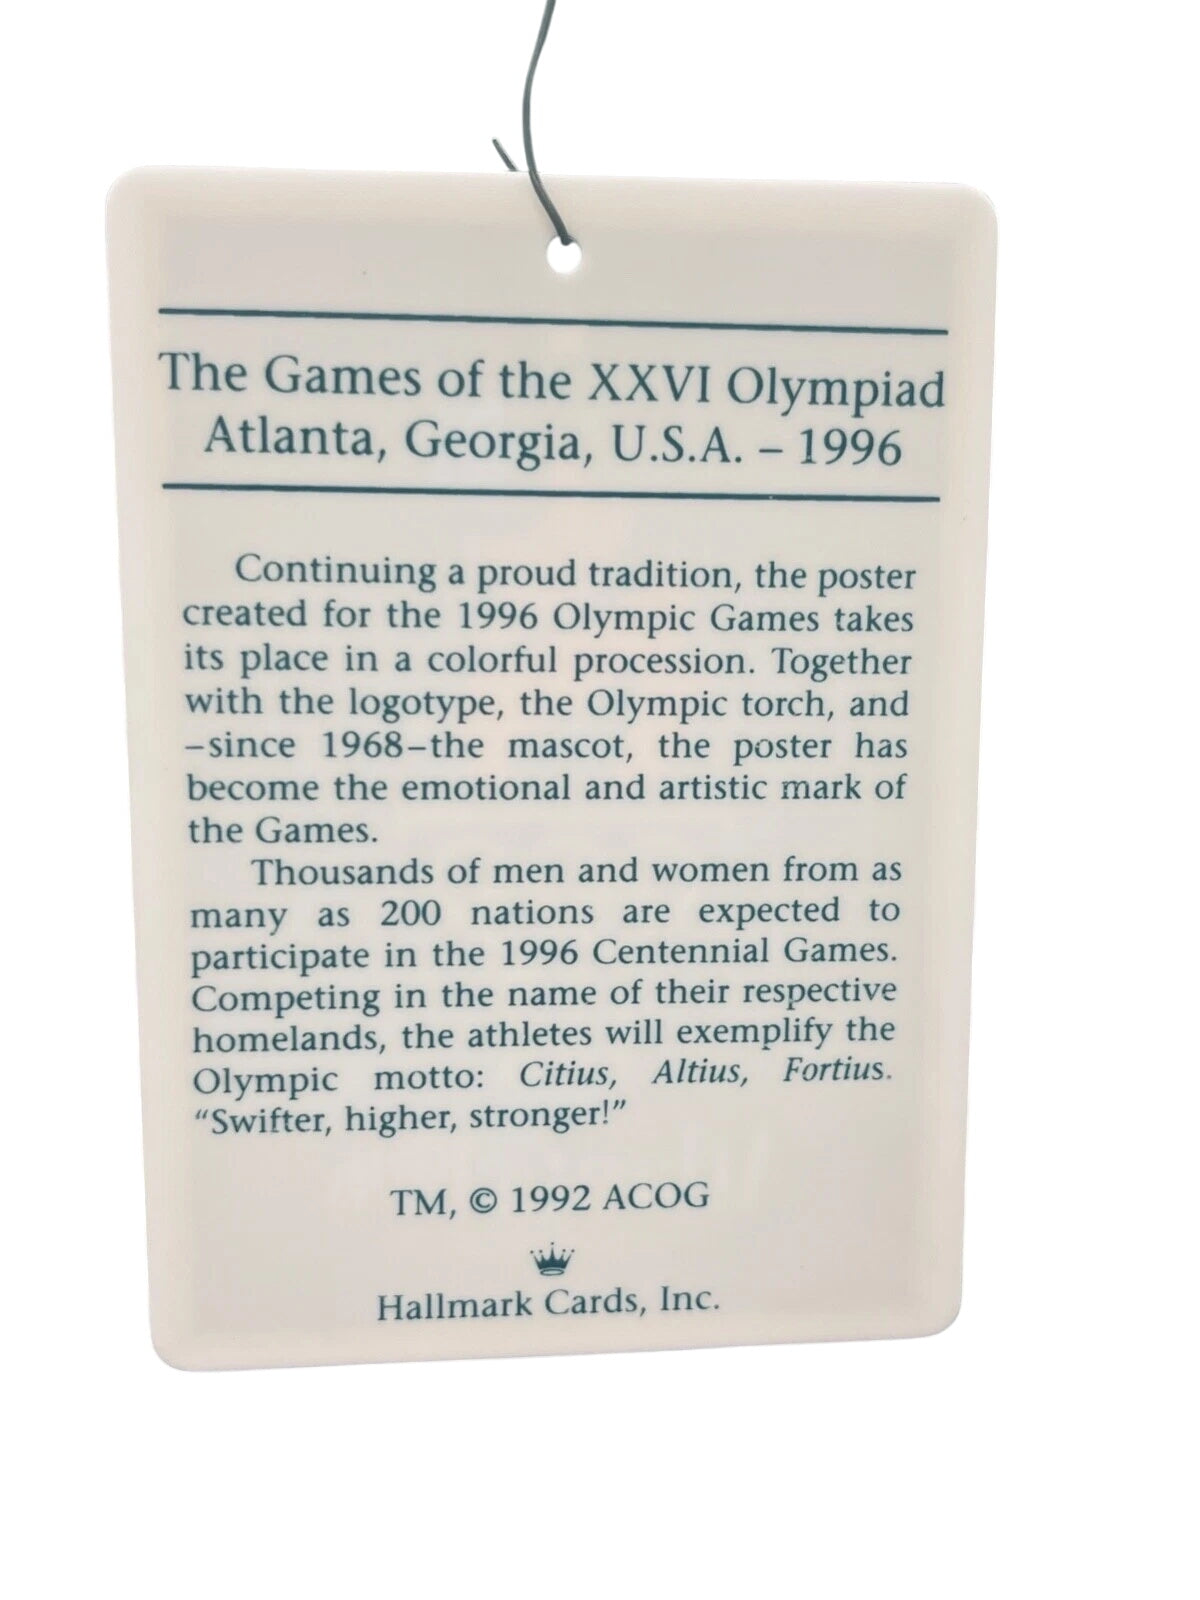 The Games of the XXVI Olympiad
Atlanta, Georgia, U.S.A. – 1996
Continuing a proud tradition, the poster
created for the 1996 Olympic Games takes
its place in a colorful procession. Together
with the logotype, the Olympic torch, and
–since 1968–the mascot, the poster has
become the emotional and artistic mark of
the Games.
Thousands of men and women from as
many as 200 nations are expected to
participate in the 1996 Centennial Games.
Competing in the name of their respective
homelands, the athletes will exemplify the
Olympic motto: Citius, Altius, Fortius.
“Swifter, higher, stronger!”
TM, © 1992 ACOG
Hallmark Cards, Inc.